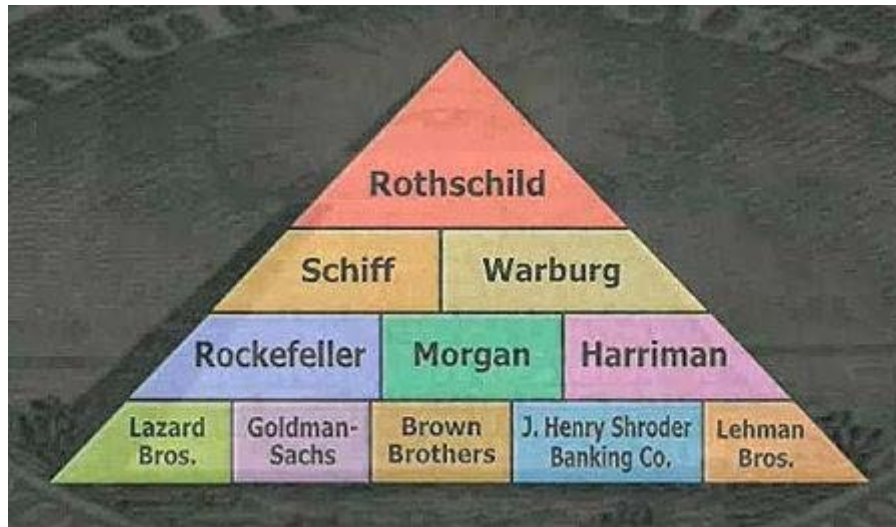 Rothschild
Schiff
Warburg
Rockefeller
Morgan
Harriman
Lazard
Bros.
Goldman-
Sachs
Brown
Brothers
J. Henry Shroder
Banking Co.
Lehman
Bros.